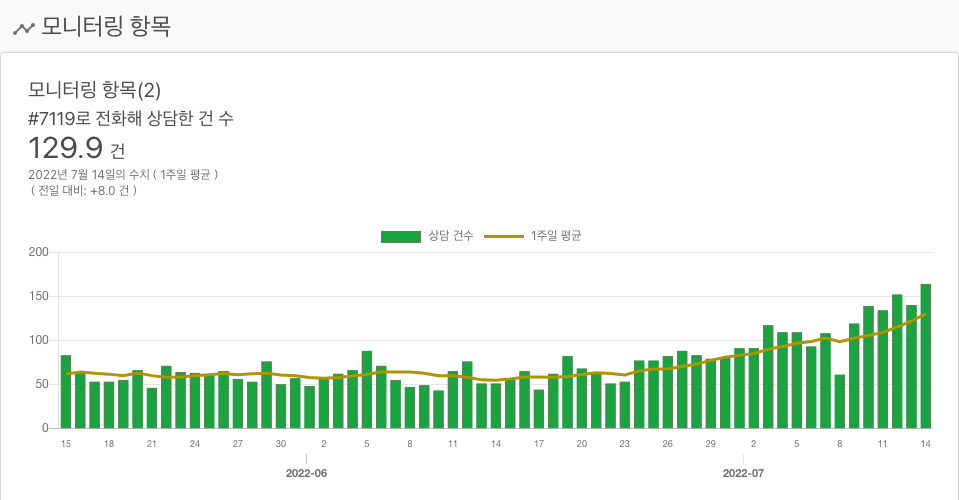 모니터링 항목
모니터링 항목(2)
#7119로 전화해 상담한 건 수
129.9 건
2022년 7월 14일의 수치 ( 1주일 평균 )
( 전일 대비: +8.0 건 )
상담 건수 1주일 평균
200
150
100
50
0
15 18 21 24 27 30 2 5 8 11 14 17 20 23 26 29 2 5 8 11 14
2022-06 2022-07